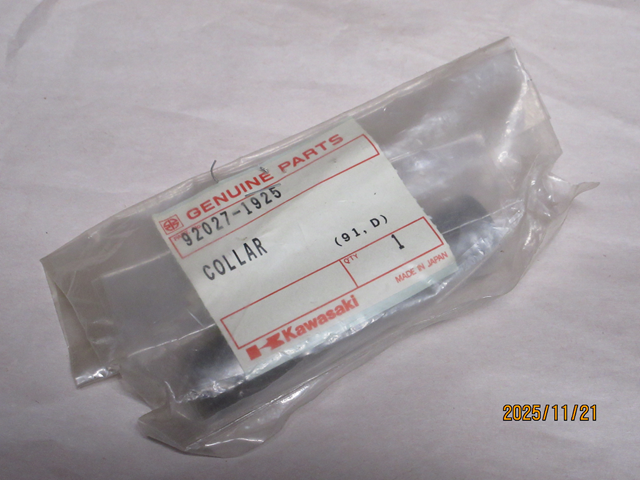 GENUINE PARTS
92027-1925
COLLAR
(91,D)
QTY
1
MADE IN JAPAN
Kawasaki
2025/11/21